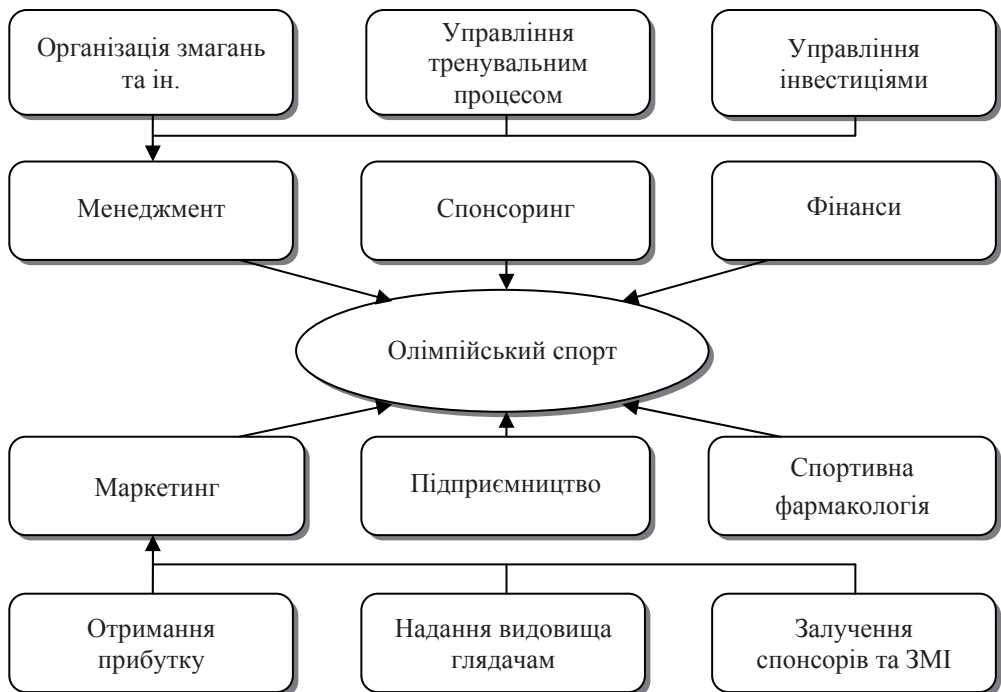 Організація змагань
та ін.
Управління
тренувальним
процесом
Управління
інвестиціями
Менеджмент
Спонсоринг
Фінанси
Олімпійський спорт
Маркетинг
Підприємництво
Спортивна
фармакологія
Отримання
прибутку
Надання видовища
глядачам
Залучення
спонсорів та ЗМІ